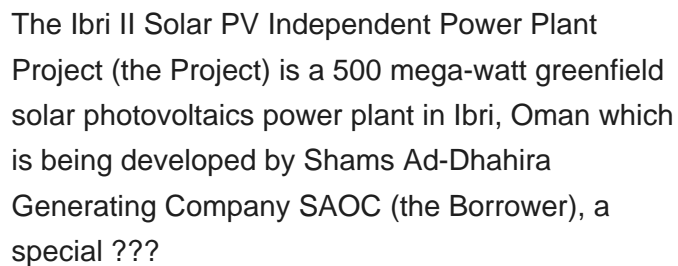 The Ibri II Solar PV Independent Power Plant
Project (the Project) is a 500 mega-watt greenfield
solar photovoltaics power plant in Ibri, Oman which
is being developed by Shams Ad-Dhahira
Generating Company SAOC (the Borrower), a
special ???